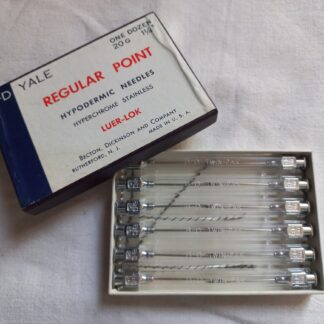 -D YALE
ONE DOZEN
20 G 1½"
REGULAR POINT
HYPODERMIC NEEDLES
HYPERCHROME STAINLESS
LUER-LOK
BECTON, DICKINSON AND COMPANY
RUTHERFORD, N. J. MADE IN U. S. A.